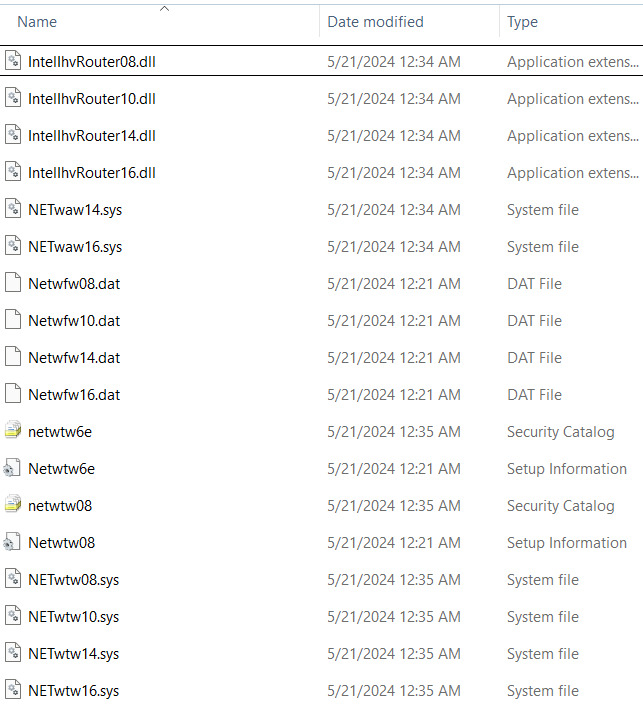 Name Date modified Type
IntelIhvRouter08.dll 5/21/2024 12:34 AM Application extens...
IntelIhvRouter10.dll 5/21/2024 12:34 AM Application extens...
IntelIhvRouter14.dll 5/21/2024 12:34 AM Application extens...
IntelIhvRouter16.dll 5/21/2024 12:34 AM Application extens...
NETwaw14.sys 5/21/2024 12:34 AM System file
NETwaw16.sys 5/21/2024 12:34 AM System file
Netwfw08.dat 5/21/2024 12:21 AM DAT File
Netwfw10.dat 5/21/2024 12:21 AM DAT File
Netwfw14.dat 5/21/2024 12:21 AM DAT File
Netwfw16.dat 5/21/2024 12:21 AM DAT File
netwtw6e 5/21/2024 12:35 AM Security Catalog
Netwtw6e 5/21/2024 12:21 AM Setup Information
netwtw08 5/21/2024 12:35 AM Security Catalog
Netwtw08 5/21/2024 12:21 AM Setup Information
NETwtw08.sys 5/21/2024 12:35 AM System file
NETwtw10.sys 5/21/2024 12:35 AM System file
NETwtw14.sys 5/21/2024 12:35 AM System file
NETwtw16.sys 5/21/2024 12:35 AM System file